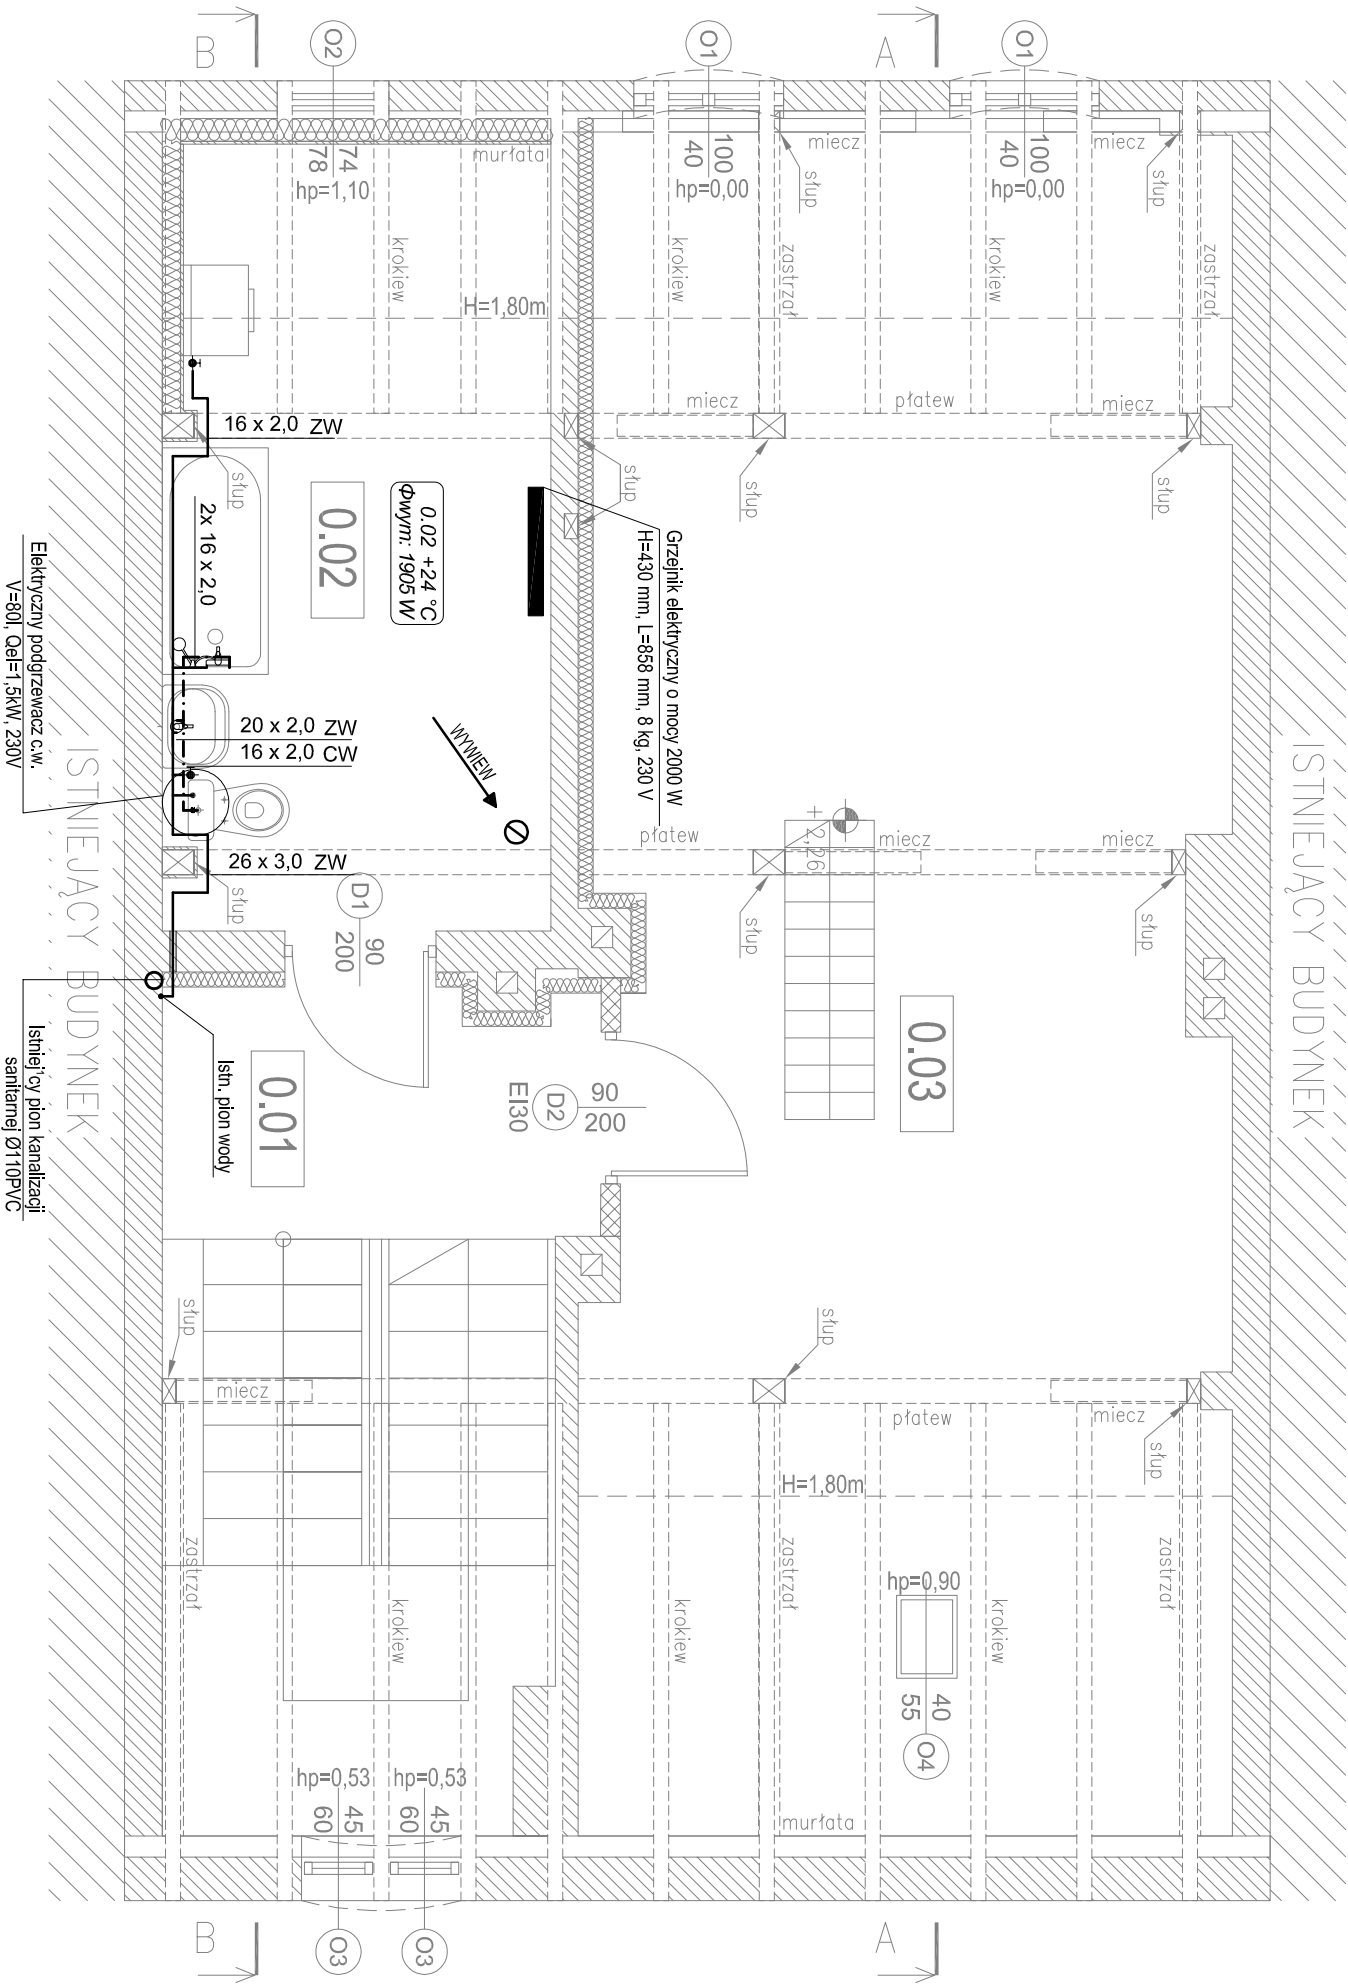 B
O2
O1
A
O1
74
78
hp=1,10
murłata
100
40
hp=0,00
miecz
słup
100
40
hp=0,00
miecz
słup
krokiew
krokiew
zastrzał
krokiew
zastrzał
H=1,80m
miecz
płatew
miecz
16 x 2,0 ZW
słup
słup
słup
słup
2x 16 x 2,0
0.02
0.02 +24 °C
Φwym: 1905 W
Grzejnik elektryczny o mocy 2000 W
H=430 mm, L=858 mm, 8 kg, 230 V
Elektryczny podgrzewacz c.w.
V=80l, Qel=1,5kW, 230V
20 x 2,0 ZW
16 x 2,0 CW
WYWIEW
ISTNIEJĄCY BUDYNEK
ISTNIEJĄCY BUDYNEK
+2,26
płatew
miecz
miecz
26 x 3,0 ZW
słup
słup
słup
D1
90
200
0.03
Istn. pion wody
Istniej¹cy pion kanalizacji
sanitarnej Ø110PVC
0.01
D2
90
200
EI30
słup
miecz
słup
płatew
miecz
słup
H=1,80m
zastrzał
zastrzał
zastrzał
krokiew
krokiew
krokiew
hp=0,90
40
55
O4
hp=0,53
45
60
hp=0,53
45
60
murłata
B
O3
O3
A